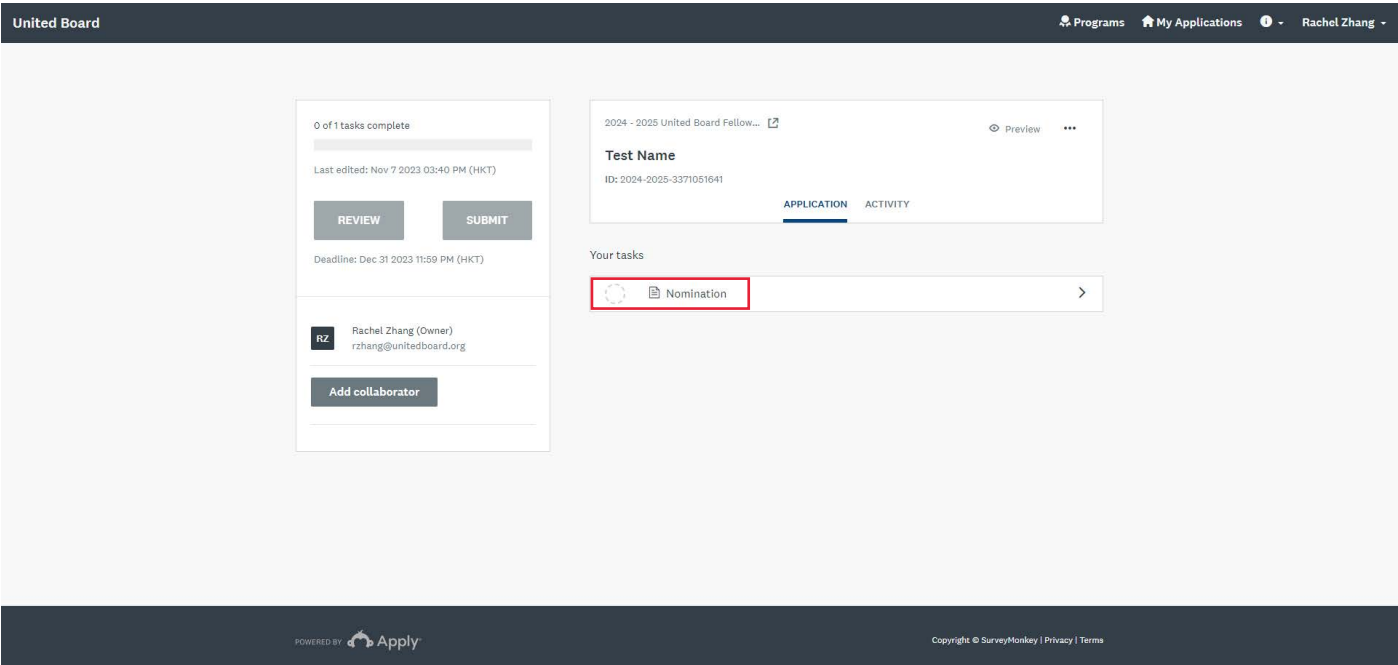 United Board
Programs My Applications Rachel Zhang
0 of 1 tasks complete
Last edited: Nov 7 2023 03:40 PM (HKT)
REVIEW SUBMIT
Deadline: Dec 31 2023 11:59 PM (HKT)
RZ
Rachel Zhang (Owner)
rzhang@unitedboard.org
Add collaborator
2024 - 2025 United Board Fellow...
Preview
Test Name
ID: 2024-2025-3371051641
APPLICATION ACTIVITY
Your tasks
Nomination
POWERED BY Apply
Copyright © SurveyMonkey | Privacy | Terms